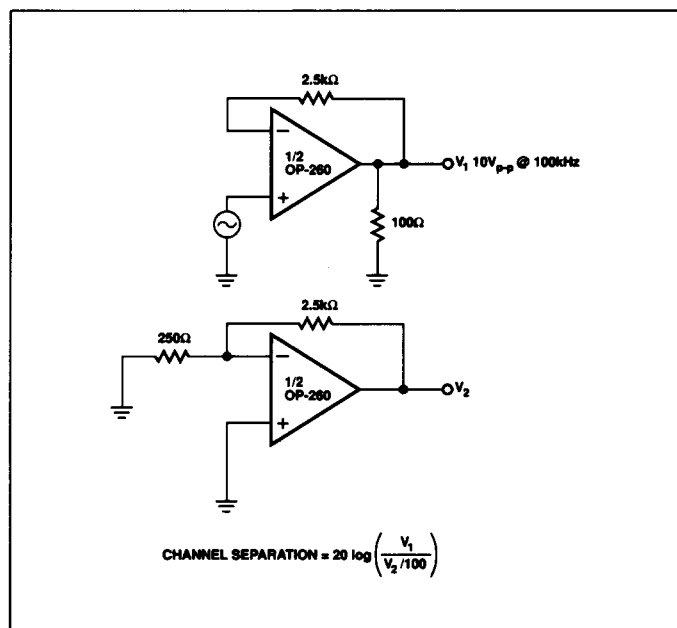 2.5kΩ
−
1/2
OP-260
+
V₁ 10Vp-p @ 100kHz
100Ω
2.5kΩ
250Ω
−
1/2
OP-260
+
V₂
CHANNEL SEPARATION = 20 log ( V₁ / V₂/100 )